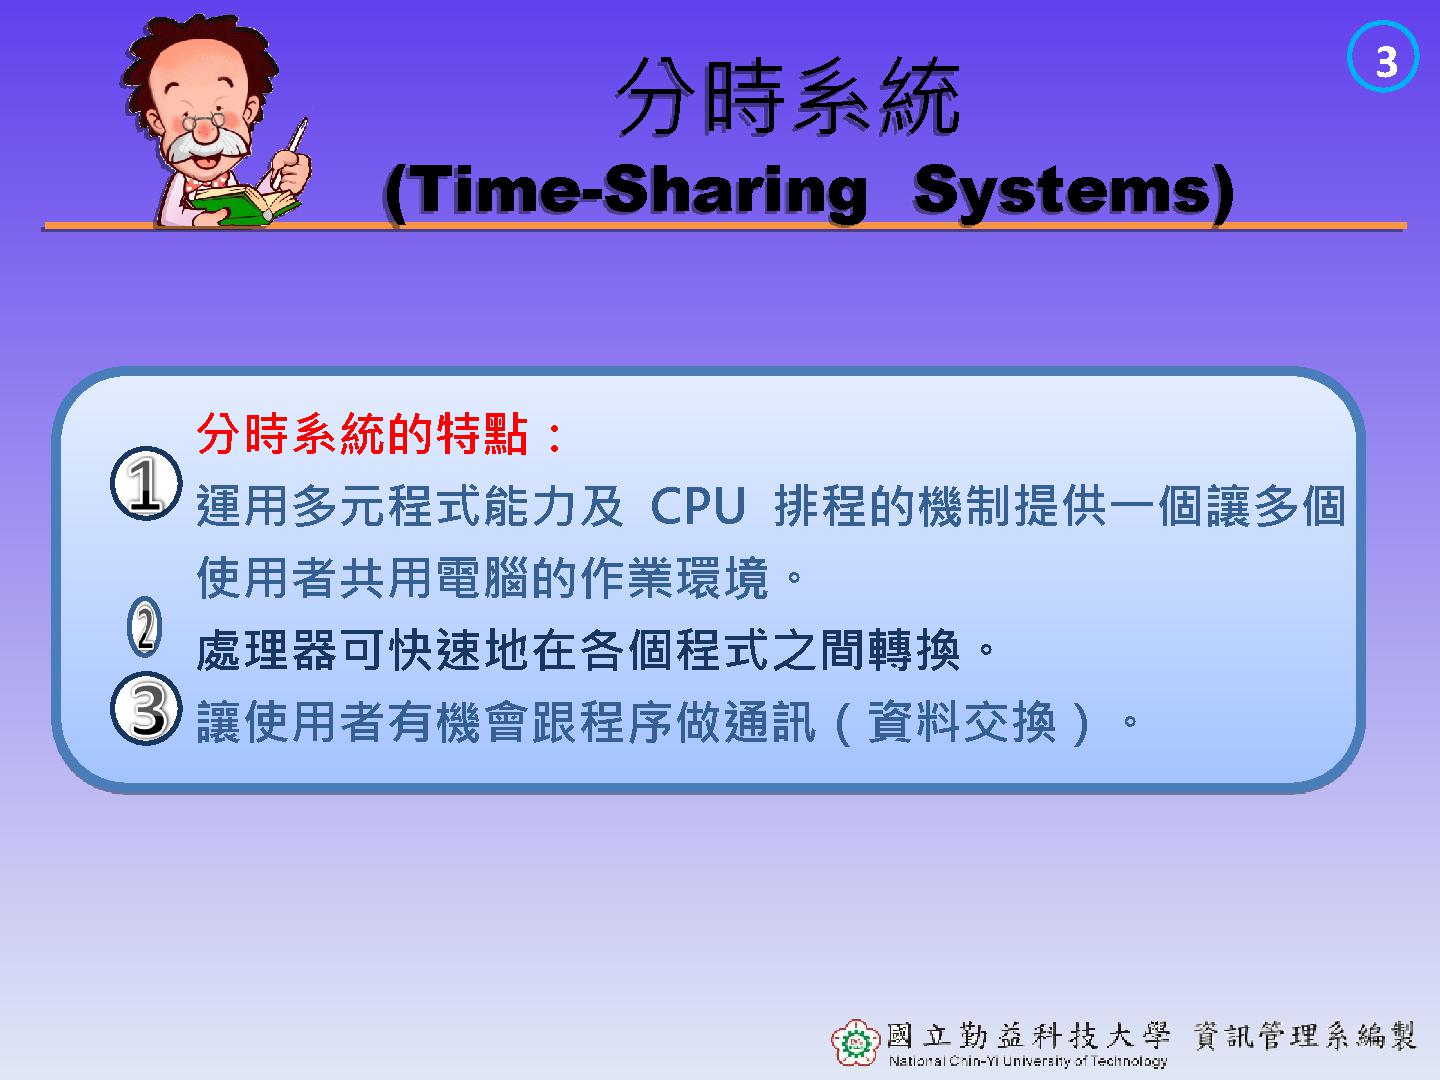 3
分時系統
(Time-Sharing Systems)
分時系統的特點：
1 運用多元程式能力及 CPU 排程的機制提供一個讓多個
使用者共用電腦的作業環境。
2 處理器可快速地在各個程式之間轉換。
3 讓使用者有機會跟程序做通訊（資料交換）。
國立勤益科技大學 資訊管理系編製
National Chin-Yi University of Technology